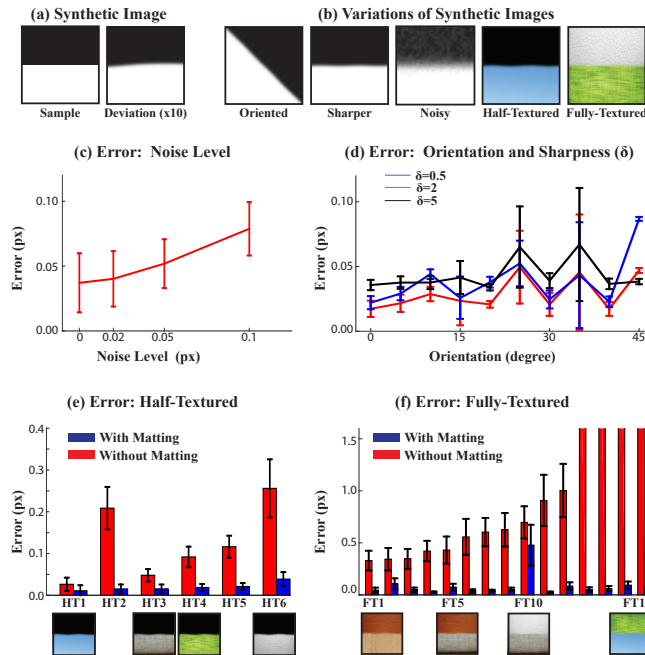 (a) Synthetic Image
(b) Variations of Synthetic Images
Sample
Deviation (x10)
Oriented
Sharper
Noisy
Half-Textured
Fully-Textured
(c) Error: Noise Level
Error (px)
0.10
0.05
0.00
0
0.02
0.05
0.1
Noise Level (px)
(d) Error: Orientation and Sharpness (δ)
δ=0.5
δ=2
δ=5
Error (px)
0.10
0.05
0.00
0
15
30
45
Orientation (degree)
(e) Error: Half-Textured
With Matting
Without Matting
Error (px)
0.4
0.3
0.2
0.1
0.0
HT1
HT2
HT3
HT4
HT5
HT6
(f) Error: Fully-Textured
With Matting
Without Matting
Error (px)
1.5
1.0
0.5
0.0
FT1
FT5
FT10
FT1